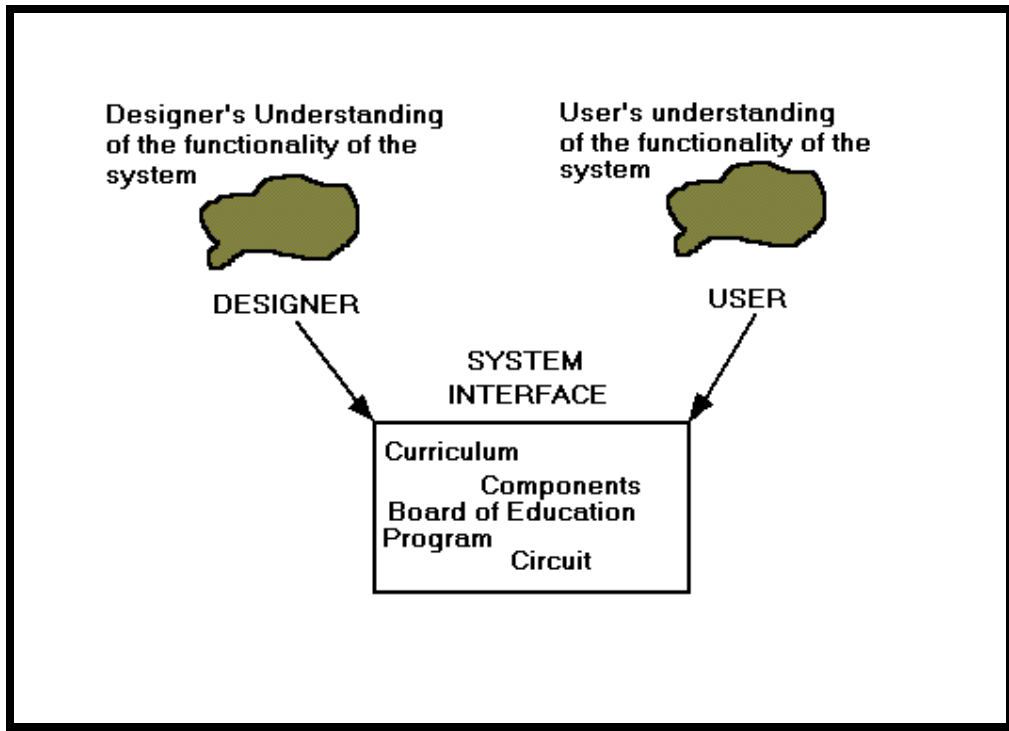 Designer's Understanding
of the functionality of the
system
User's understanding
of the functionality of the
system
DESIGNER
USER
SYSTEM
INTERFACE
Curriculum
Components
Board of Education
Program
Circuit